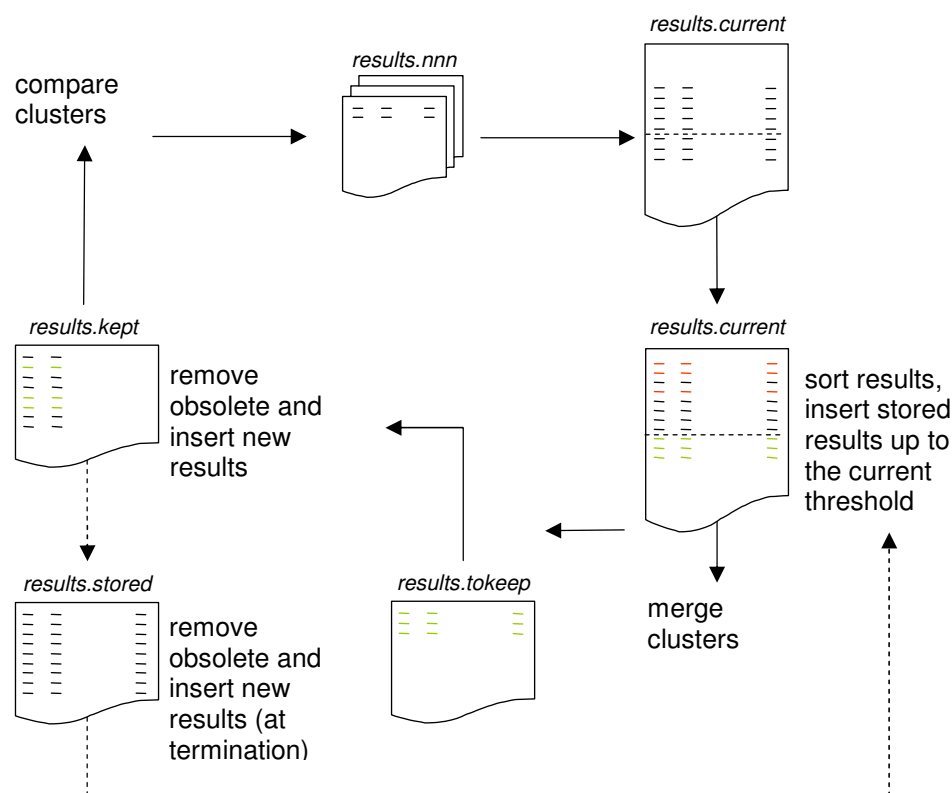 results.current
results.nnn
compare
clusters
results.kept
results.current
remove
obsolete and
insert new
results
sort results,
insert stored
results up to
the current
threshold
results.stored
results.tokeep
remove
obsolete and
insert new
results (at
termination)
merge
clusters